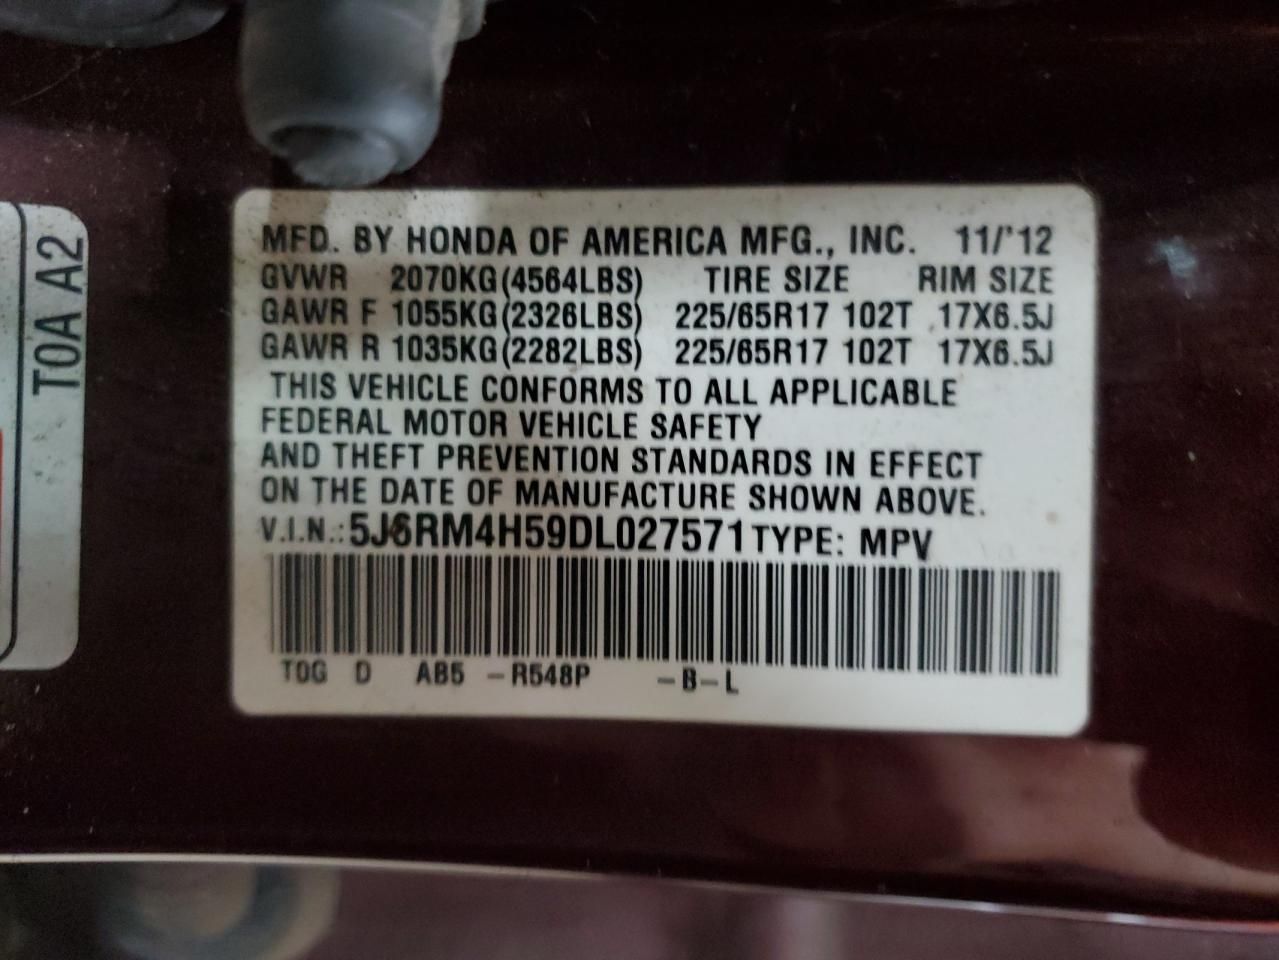 MFD. BY HONDA OF AMERICA MFG., INC. 11/'12
GVWR 2070KG(4564LBS) TIRE SIZE RIM SIZE
GAWR F 1055KG(2326LBS) 225/65R17 102T 17X6.5J
GAWR R 1035KG(2282LBS) 225/65R17 102T 17X6.5J
THIS VEHICLE CONFORMS TO ALL APPLICABLE
FEDERAL MOTOR VEHICLE SAFETY
AND THEFT PREVENTION STANDARDS IN EFFECT
ON THE DATE OF MANUFACTURE SHOWN ABOVE.
V.I.N.: 5J6RM4H59DL027571 TYPE: MPV
T0G D AB5 -R548P -B-L
T0A A2